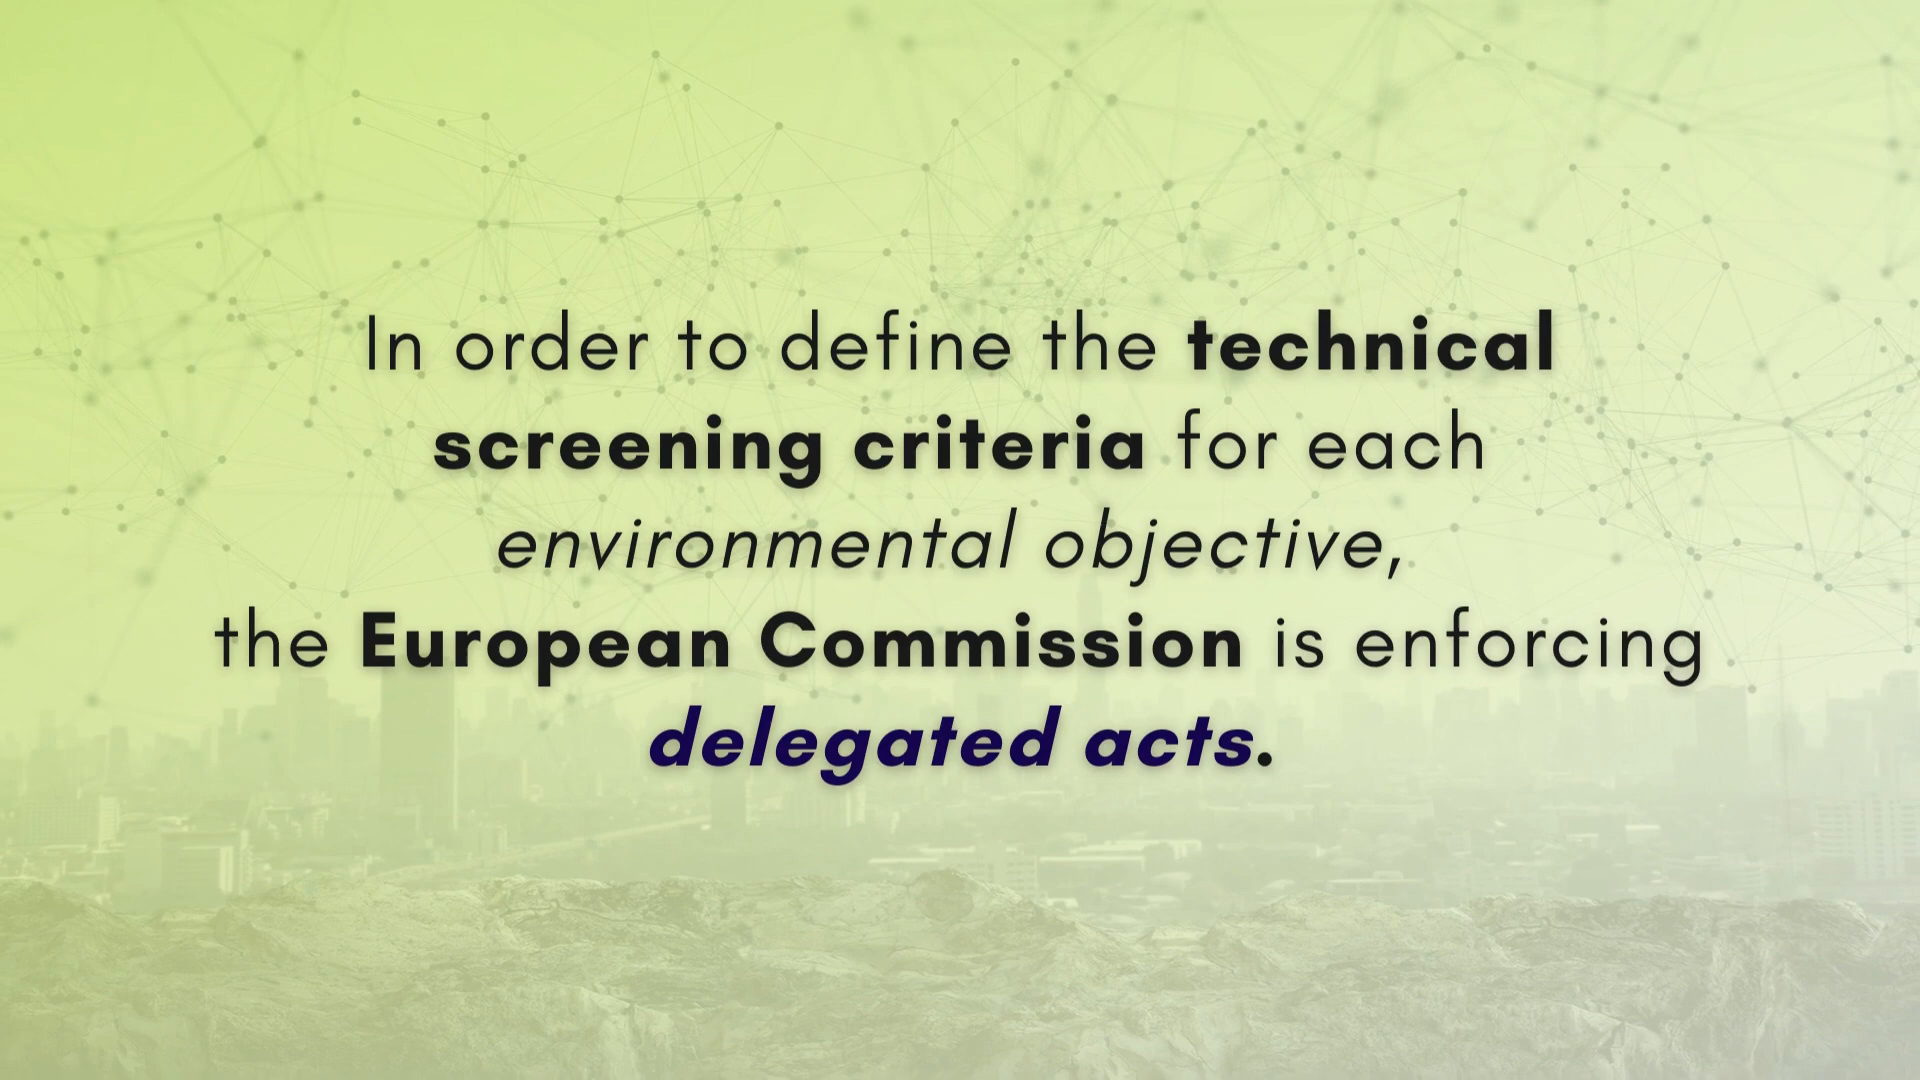 In order to define the technical
screening criteria for each
environmental objective,
the European Commission is enforcing
delegated acts.